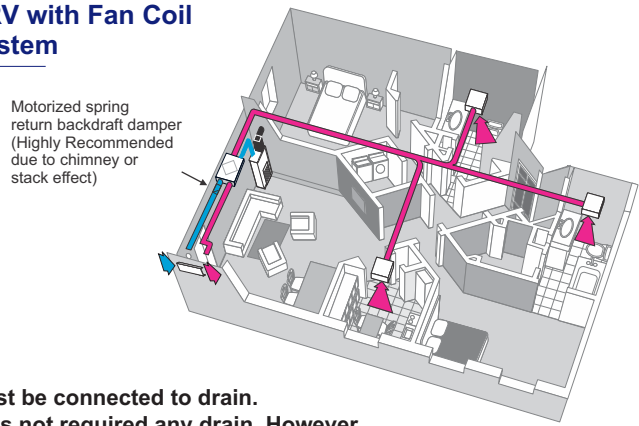 RV with Fan Coil
stem
Motorized spring
return backdraft damper
(Highly Recommended
due to chimney or
stack effect)
st be connected to drain.
s not required any drain. However